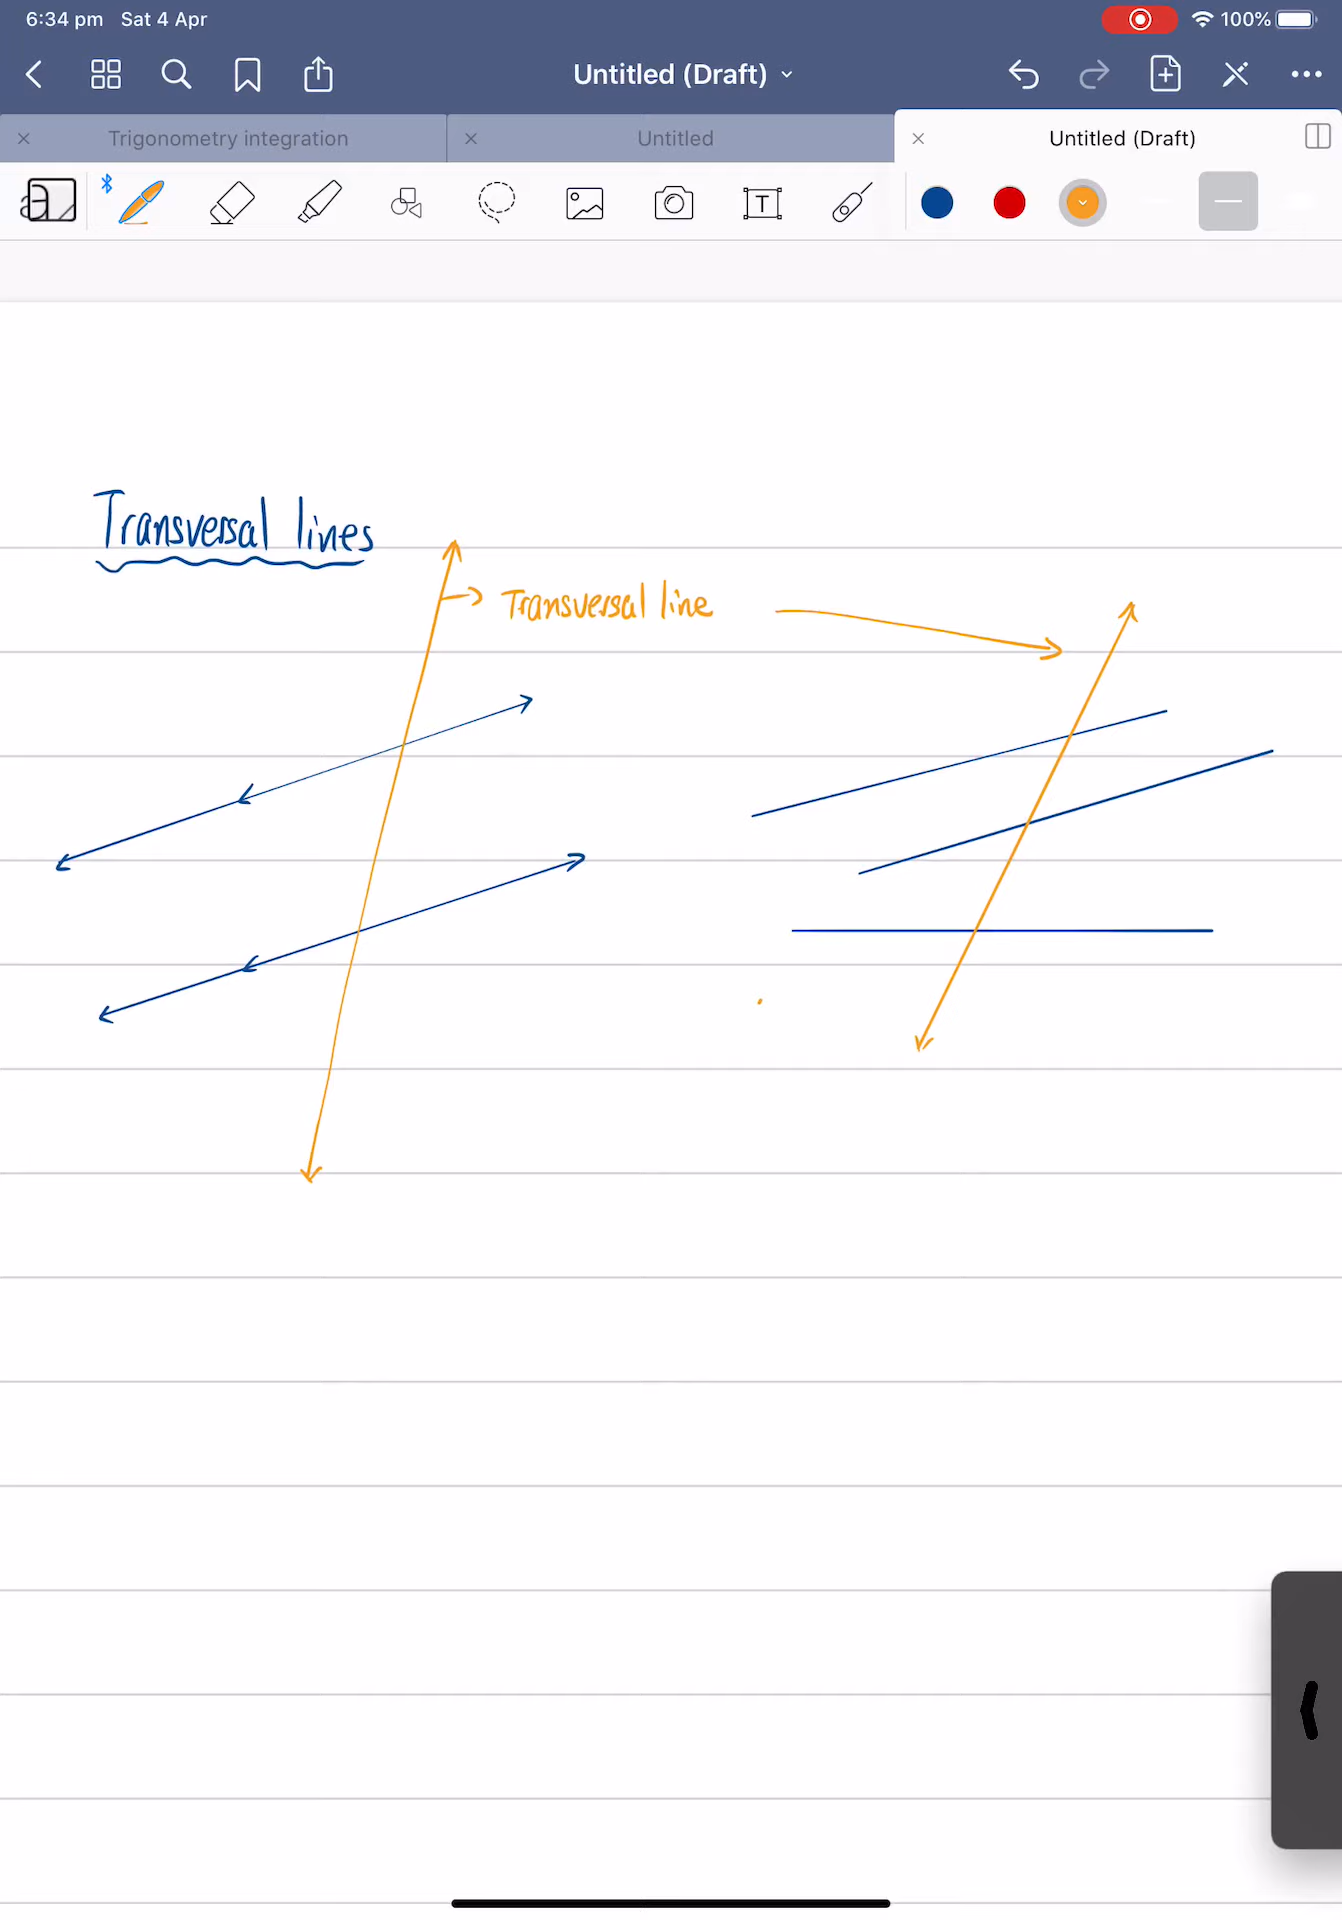 6:34 pm Sat 4 Apr
100%
Untitled (Draft)
Trigonometry integration
Untitled
Untitled (Draft)
a
T
Transversal lines
Transversal line